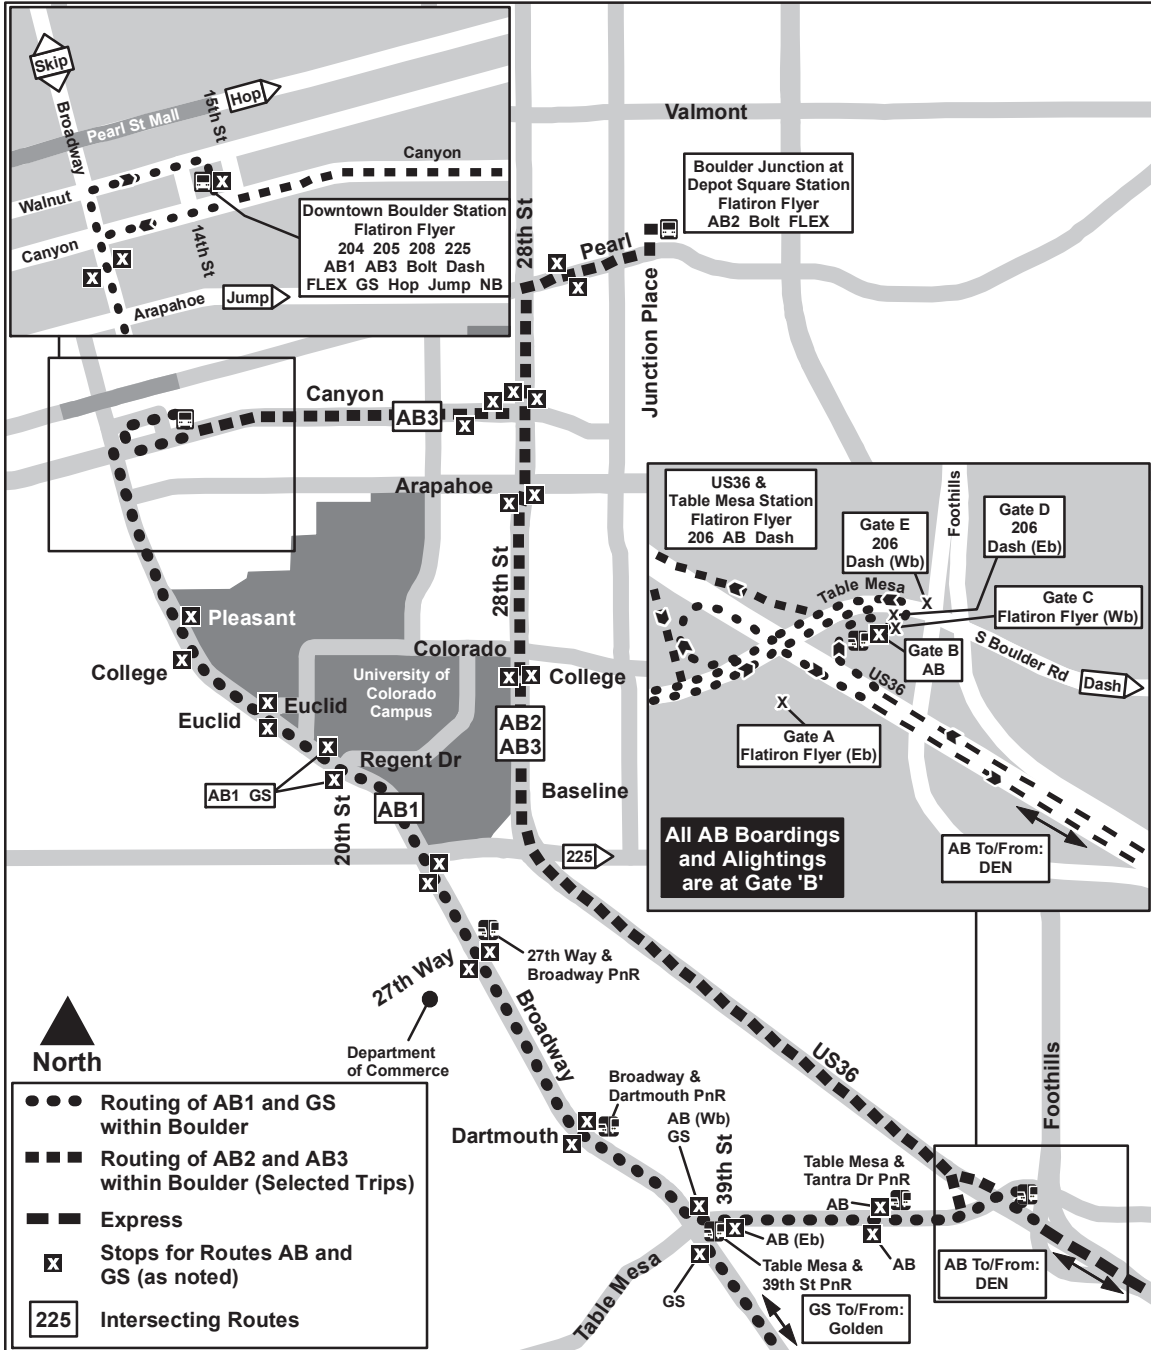 Skip
Broadway
Pearl St Mall
15th St
Hop
Walnut
Canyon
Canyon
14th St
Arapahoe
Jump
Downtown Boulder Station
Flatiron Flyer
204 205 208 225
AB1 AB3 Bolt Dash
FLEX GS Hop Jump NB
Valmont
Boulder Junction at
Depot Square Station
Flatiron Flyer
AB2 Bolt FLEX
28th St
Pearl
Junction Place
Canyon
AB3
Arapahoe
28th St
Pleasant
College
Euclid
Euclid
University of
Colorado
Campus
Colorado
College
AB2
AB3
Regent Dr
AB1 GS
20th St
AB1
Baseline
225
US36 &
Table Mesa Station
Flatiron Flyer
206 AB Dash
Foothills
Gate E
206
Dash (Wb)
Gate D
206
Dash (Eb)
Table Mesa
Gate C
Flatiron Flyer (Wb)
Gate B
AB
S Boulder Rd
Dash
US36
Gate A
Flatiron Flyer (Eb)
All AB Boardings
and Alightings
are at Gate 'B'
AB To/From:
DEN
27th Way &
Broadway PnR
27th Way
Broadway
Department
of Commerce
North
US36
Foothills
Broadway &
Dartmouth PnR
Dartmouth
AB (Wb)
GS
39th St
Table Mesa &
Tantra Dr PnR
AB
AB (Eb)
AB
Table Mesa &
39th St PnR
GS
Table Mesa
GS To/From:
Golden
AB To/From:
DEN
Routing of AB1 and GS
within Boulder
Routing of AB2 and AB3
within Boulder (Selected Trips)
Express
X
Stops for Routes AB and
GS (as noted)
225
Intersecting Routes